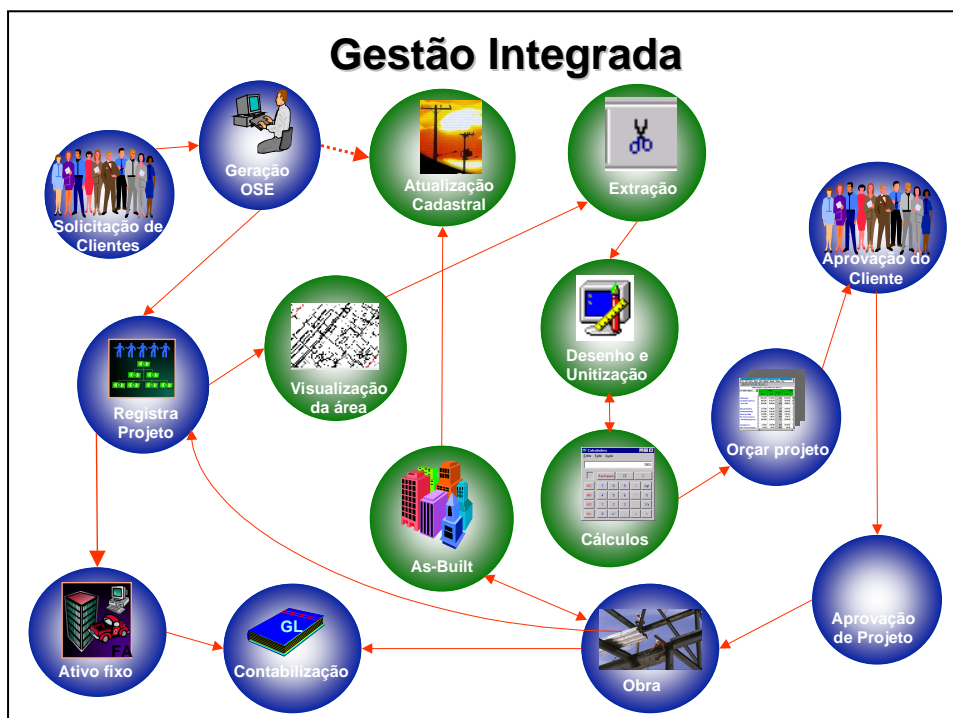 Gestão Integrada
Geração
OSE
Atualização
Cadastral
Extração
Solicitação de
Clientes
Aprovação do
Cliente
Desenho e
Unitização
Visualização
da área
Registra
Projeto
Orçar projeto
Cálculos
As-Built
Aprovação
de Projeto
FA
Ativo fixo
GL
Contabilização
Obra